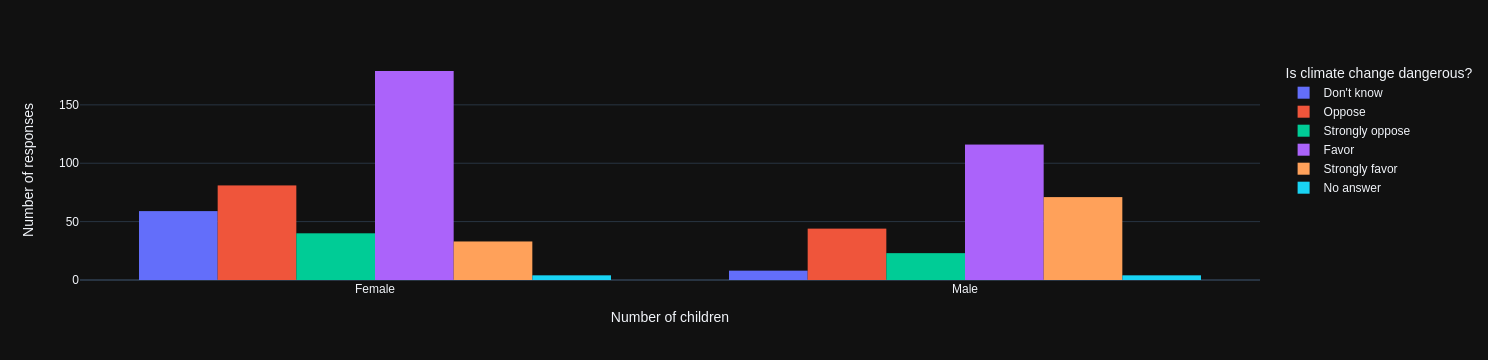 Number of responses
150
100
50
0
Female
Male
Number of children
Is climate change dangerous?
Don't know
Oppose
Strongly oppose
Favor
Strongly favor
No answer